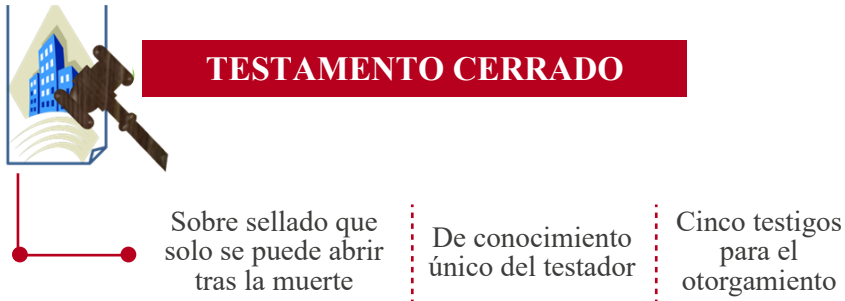 TESTAMENTO CERRADO
Sobre sellado que
solo se puede abrir
tras la muerte
De conocimiento
único del testador
Cinco testigos
para el
otorgamiento